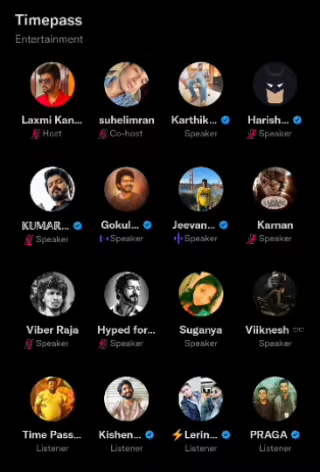 Timepass
Entertainment
Laxmi Kan... suhelimran Karthik... Harish...
Host Co-host Speaker Speaker
KUMAR... Gokul... Jeevan... Karnan
Speaker Speaker Speaker Speaker
Viber Raja Hyped for... Suganya Viiknesh
Speaker Speaker Speaker Speaker
Time Pass... Kishen... ⚡Lerin... PRAGA
Listener Listener Listener Listener